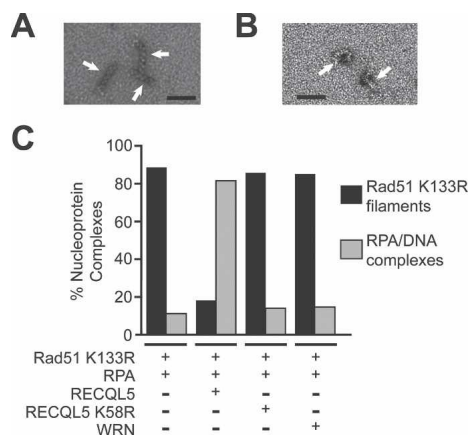 A
B
C
100
80
60
40
20
0
% Nucleoprotein
Complexes
Rad51 K133R
filaments
RPA/DNA
complexes
Rad51 K133R + + + +
RPA + + + +
RECQL5 - + - -
RECQL5 K58R - - + -
WRN - - - +